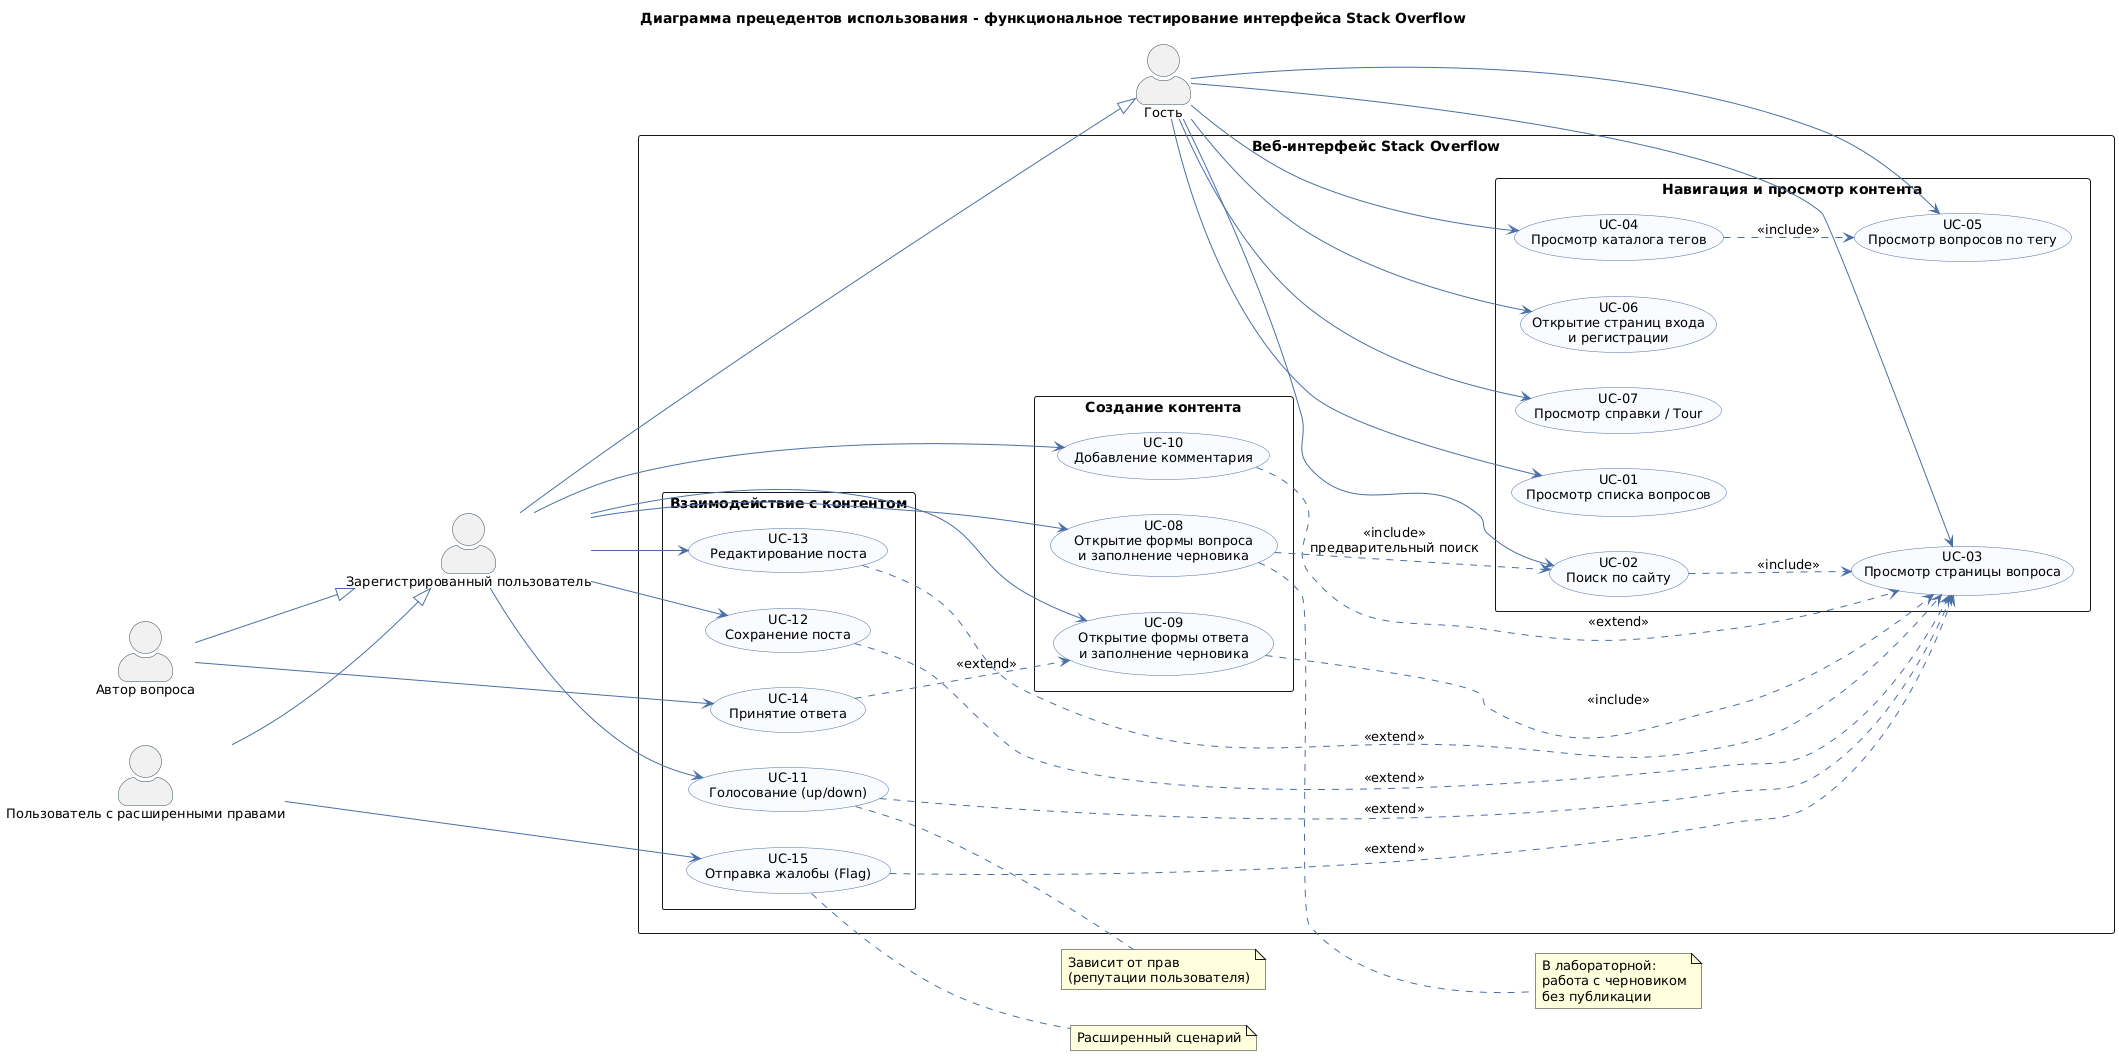 Диаграмма прецедентов использования - функциональное тестирование интерфейса Stack Overflow
Гость
Веб-интерфейс Stack Overflow
Навигация и просмотр контента
UC-04
Просмотр каталога тегов
«include»
UC-05
Просмотр вопросов по тегу
UC-06
Открытие страниц входа
и регистрации
UC-07
Просмотр справки / Tour
UC-01
Просмотр списка вопросов
UC-02
Поиск по сайту
«include»
UC-03
Просмотр страницы вопроса
Создание контента
UC-10
Добавление комментария
UC-08
Открытие формы вопроса
и заполнение черновика
«include»
предварительный поиск
UC-09
Открытие формы ответа
и заполнение черновика
«extend»
«include»
Взаимодействие с контентом
UC-13
Редактирование поста
UC-12
Сохранение поста
UC-14
Принятие ответа
«extend»
UC-11
Голосование (up/down)
UC-15
Отправка жалобы (Flag)
«extend»
«extend»
«extend»
«extend»
Зарегистрированный пользователь
Автор вопроса
Пользователь с расширенными правами
Зависит от прав
(репутации пользователя)
В лабораторной:
работа с черновиком
без публикации
Расширенный сценарий